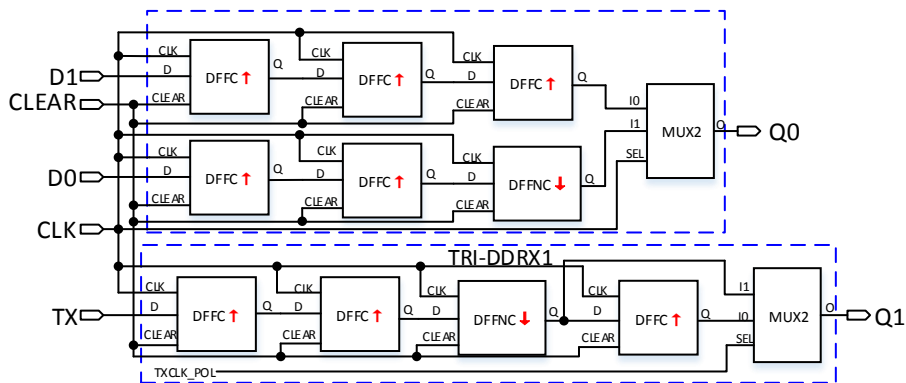 CLK CLK CLK
D1 D DFFC Q D DFFC Q D DFFC Q I0
CLEAR CLEAR CLEAR CLEAR I1 MUX2 O Q0
CLK CLK CLK SEL
D0 D DFFC Q D DFFC Q D DFFNC Q
CLEAR CLEAR CLEAR
CLK
TRI-DDRX1
CLK CLK CLK CLK I1
TX D DFFC Q D DFFC Q D DFFNC Q D DFFC Q I0 MUX2 O Q1
CLEAR CLEAR CLEAR CLEAR SEL
TXCLK_POL